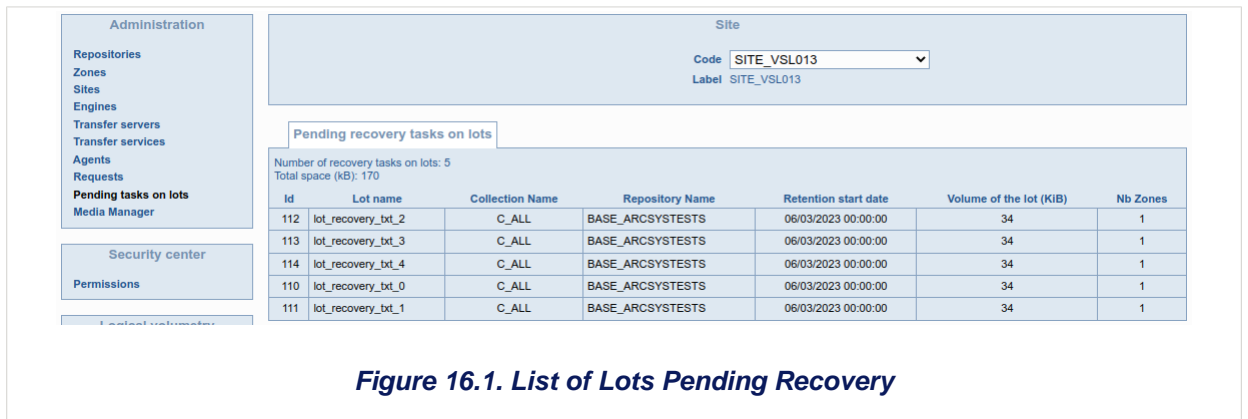 Administration
Repositories
Zones
Sites
Engines
Transfer servers
Transfer services
Agents
Requests
Pending tasks on lots
Media Manager
Security center
Permissions
Logical volumetry
Site
Code SITE_VSL013
Label SITE_VSL013
Pending recovery tasks on lots
Number of recovery tasks on lots: 5
Total space (kB): 170
Id Lot name Collection Name Repository Name Retention start date Volume of the lot (KiB) Nb Zones
112 lot_recovery_txt_2 C_ALL BASE_ARCSYSTESTS 06/03/2023 00:00:00 34 1
113 lot_recovery_txt_3 C_ALL BASE_ARCSYSTESTS 06/03/2023 00:00:00 34 1
114 lot_recovery_txt_4 C_ALL BASE_ARCSYSTESTS 06/03/2023 00:00:00 34 1
110 lot_recovery_txt_0 C_ALL BASE_ARCSYSTESTS 06/03/2023 00:00:00 34 1
111 lot_recovery_txt_1 C_ALL BASE_ARCSYSTESTS 06/03/2023 00:00:00 34 1
Figure 16.1. List of Lots Pending Recovery